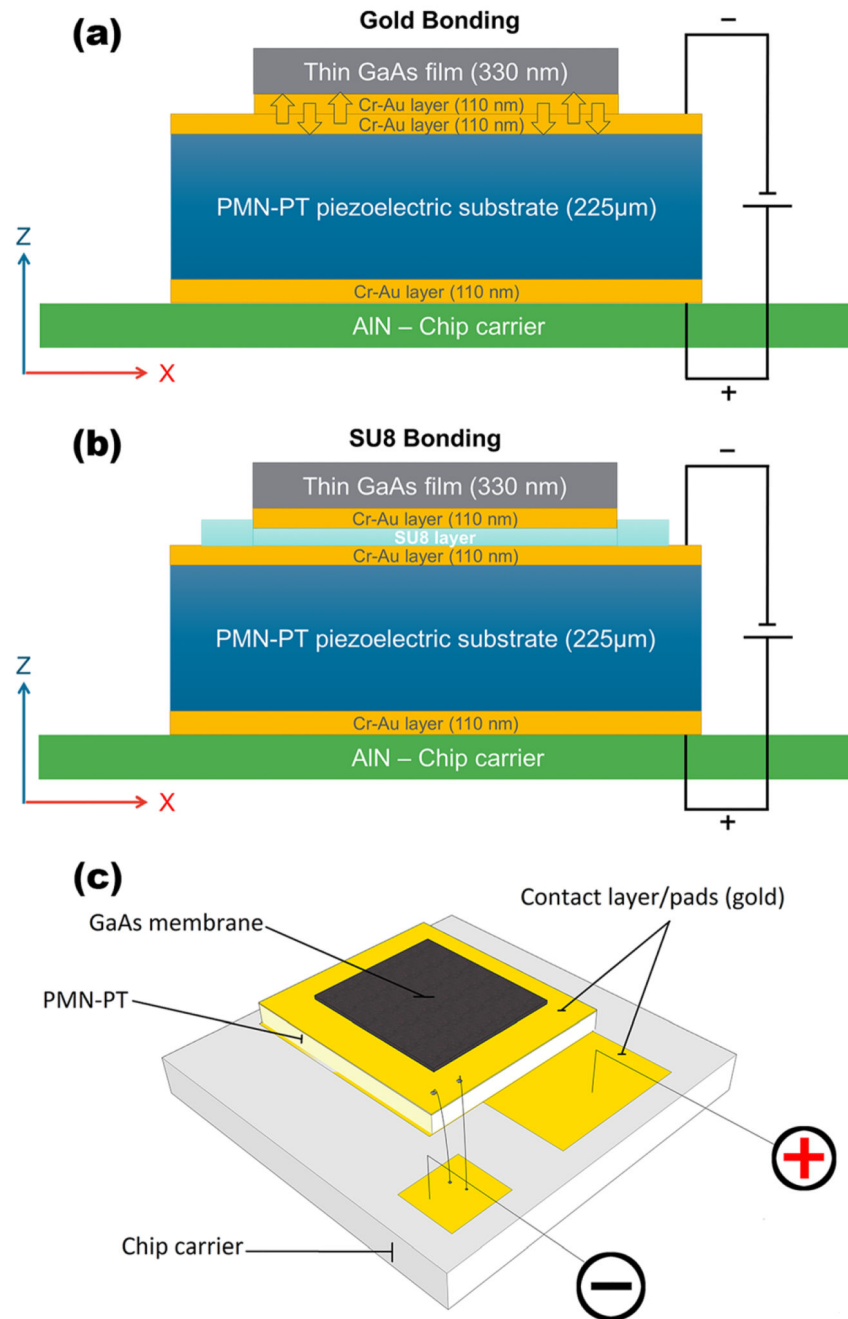 (a)
Gold Bonding
−
Thin GaAs film (330 nm)
Cr-Au layer (110 nm)
Cr-Au layer (110 nm)
PMN-PT piezoelectric substrate (225µm)
Z
Cr-Au layer (110 nm)
AlN – Chip carrier
X
+
(b)
SU8 Bonding
−
Thin GaAs film (330 nm)
Cr-Au layer (110 nm)
SU8 layer
Cr-Au layer (110 nm)
PMN-PT piezoelectric substrate (225µm)
Z
Cr-Au layer (110 nm)
AlN – Chip carrier
X
+
(c)
Contact layer/pads (gold)
GaAs membrane
PMN-PT
+
Chip carrier
−